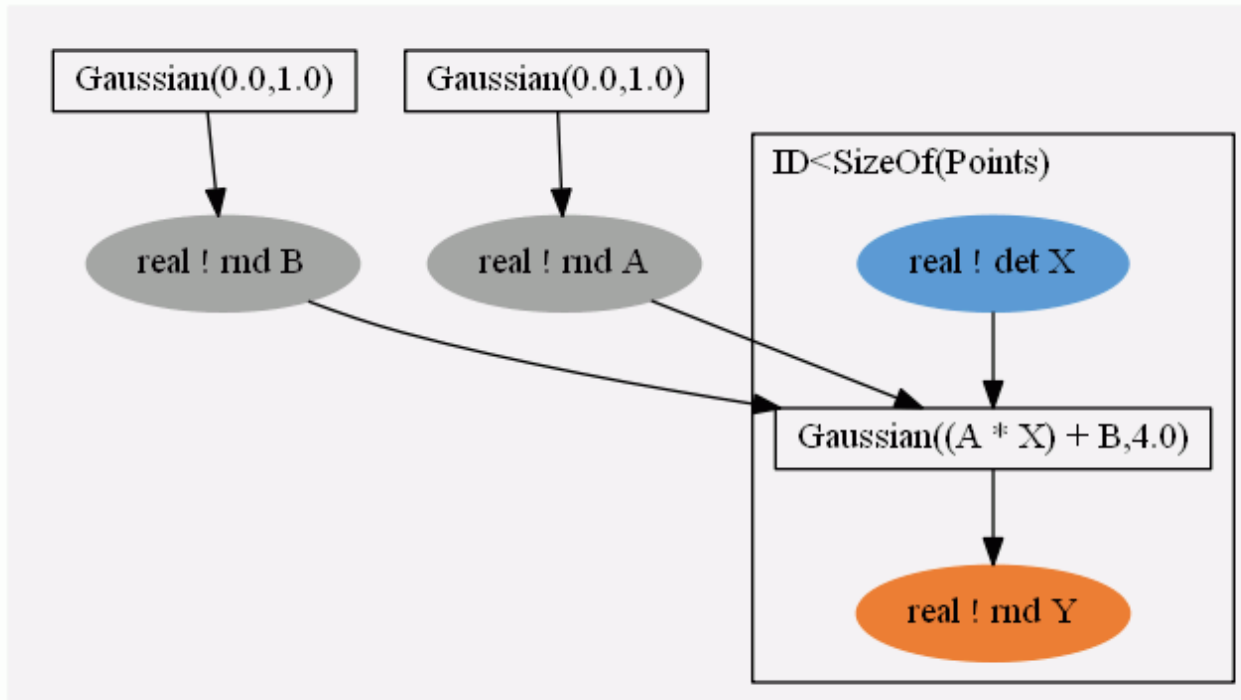 Gaussian(0.0,1.0)
Gaussian(0.0,1.0)
ID<SizeOf(Points)
real ! rnd B
real ! rnd A
real ! det X
Gaussian((A * X) + B,4.0)
real ! rnd Y